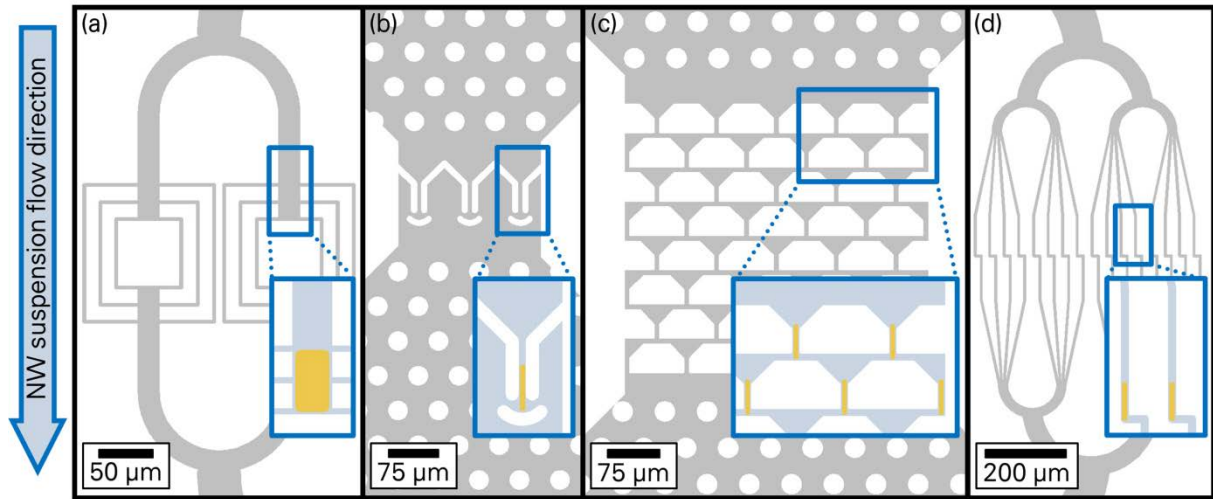 NW suspension flow direction
(a)
(b)
(c)
(d)
50 μm
75 μm
75 μm
200 μm